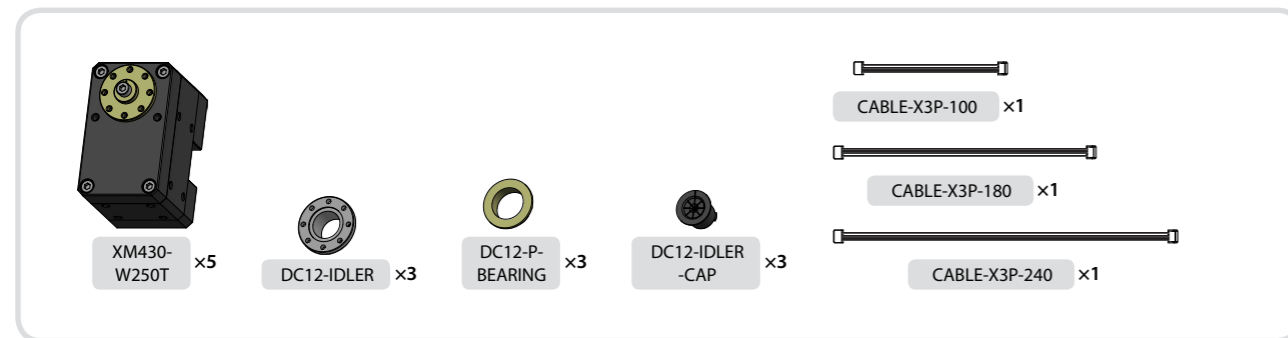 XM430-
W250T
×5
DC12-IDLER ×3
DC12-P-
BEARING
×3
DC12-IDLER
-CAP
×3
CABLE-X3P-100 ×1
CABLE-X3P-180 ×1
CABLE-X3P-240 ×1